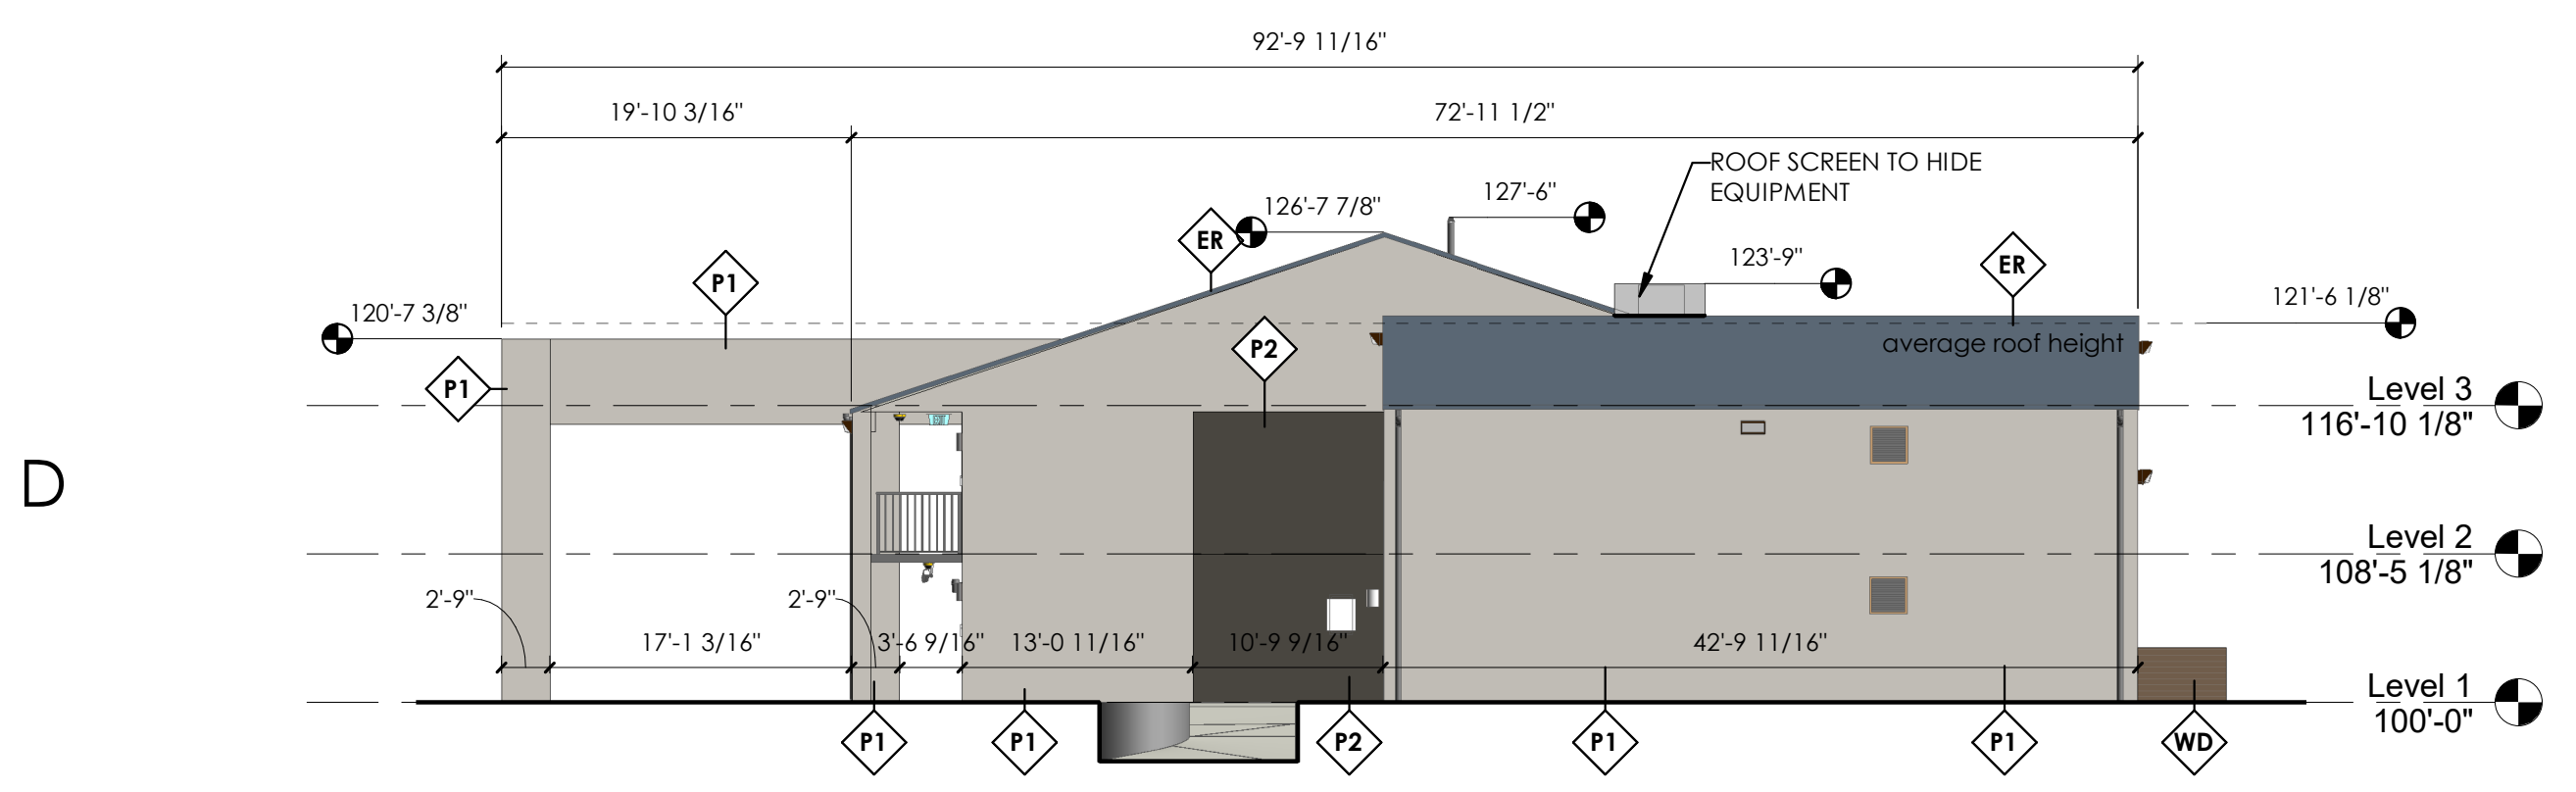 92'-9 11/16"
19'-10 3/16"
72'-11 1/2"
ROOF SCREEN TO HIDE
EQUIPMENT
127'-6"
126'-7 7/8"
ER
123'-9"
ER
P1
120'-7 3/8"
121'-6 1/8"
average roof height
P2
P1
Level 3
116'-10 1/8"
D
Level 2
108'-5 1/8"
EXIT
2'-9"
2'-9"
17'-1 3/16"
3'-6 9/16"
13'-0 11/16"
10'-9 9/16"
42'-9 11/16"
Level 1
100'-0"
P1
P1
P2
P1
P1
WD